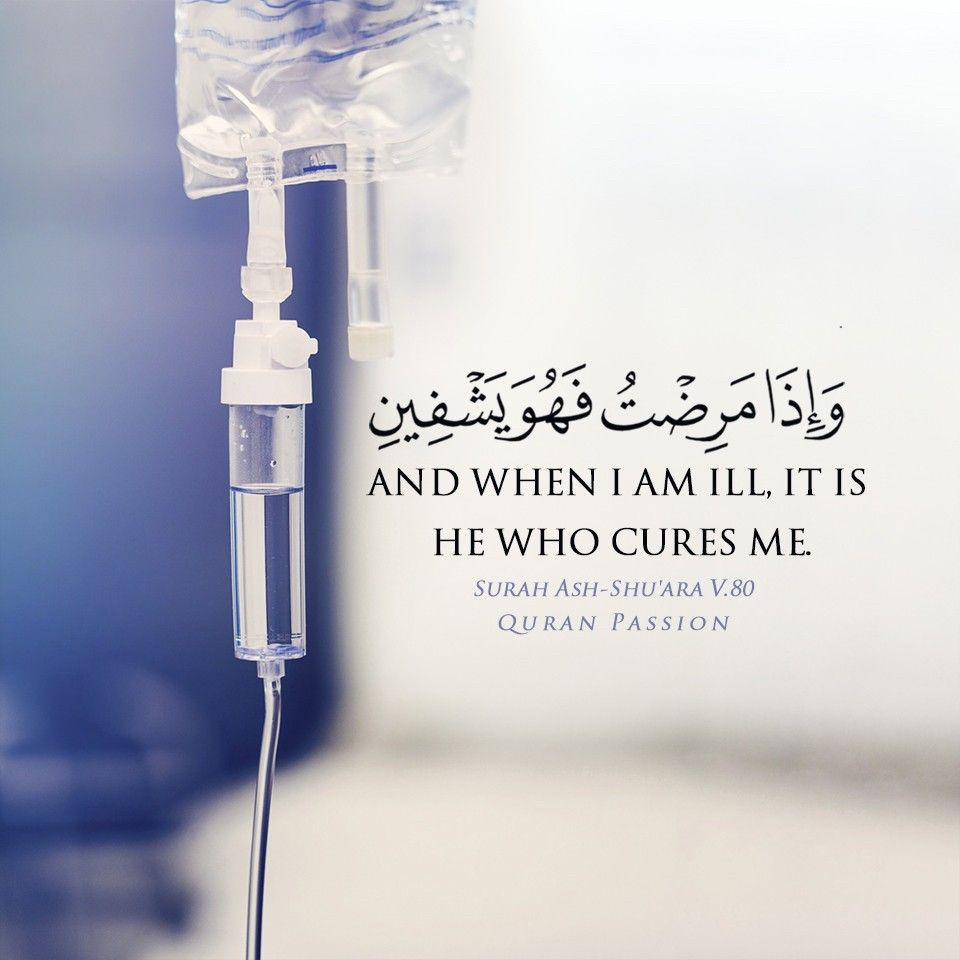 وَإِذَا مَرِضْتُ فَهُوَ يَشْفِينِ
AND WHEN I AM ILL, IT IS
HE WHO CURES ME.
SURAH ASH-SHU'ARA V.80
QURAN PASSION